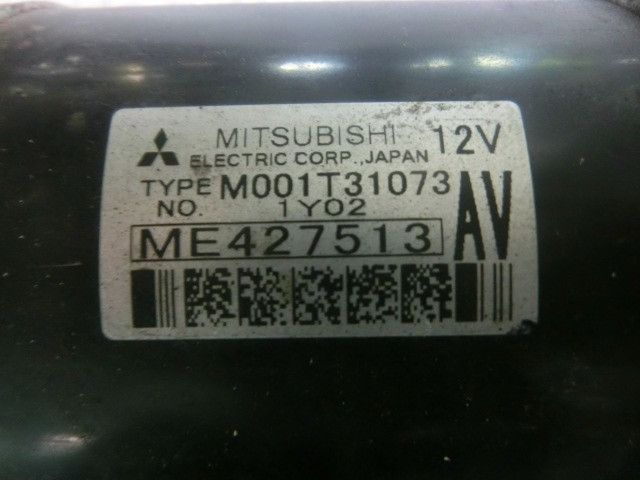 MITSUBISHI 12V
ELECTRIC CORP., JAPAN
TYPE M001T31073
NO. 1Y02
ME427513 AV